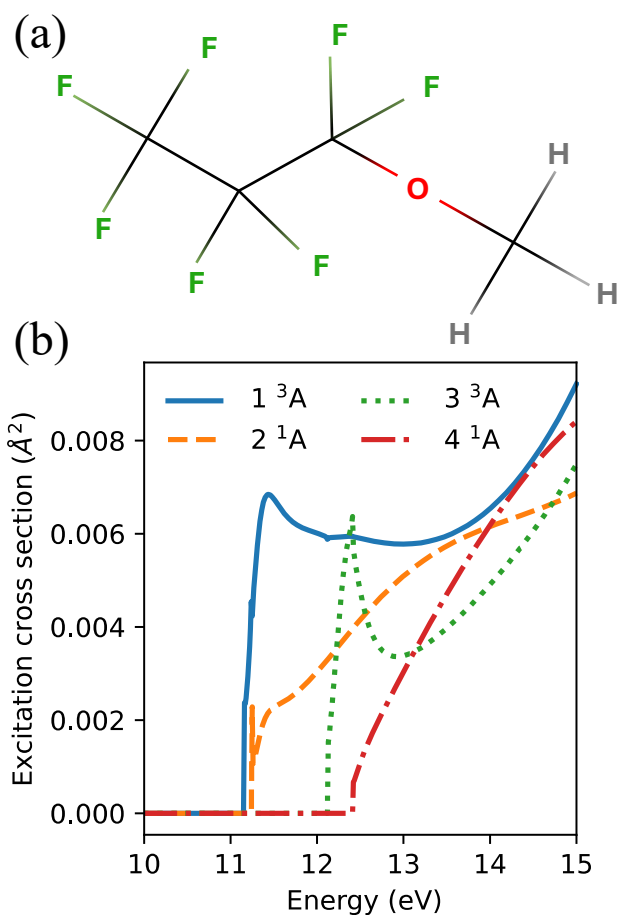 (a)
F
F
F
F
F
O
H
F
H
F
F
H
(b)
1 ³A
3 ³A
2 ¹A
4 ¹A
Excitation cross section (Å²)
0.008
0.006
0.004
0.002
0.000
10
11
12
13
14
15
Energy (eV)